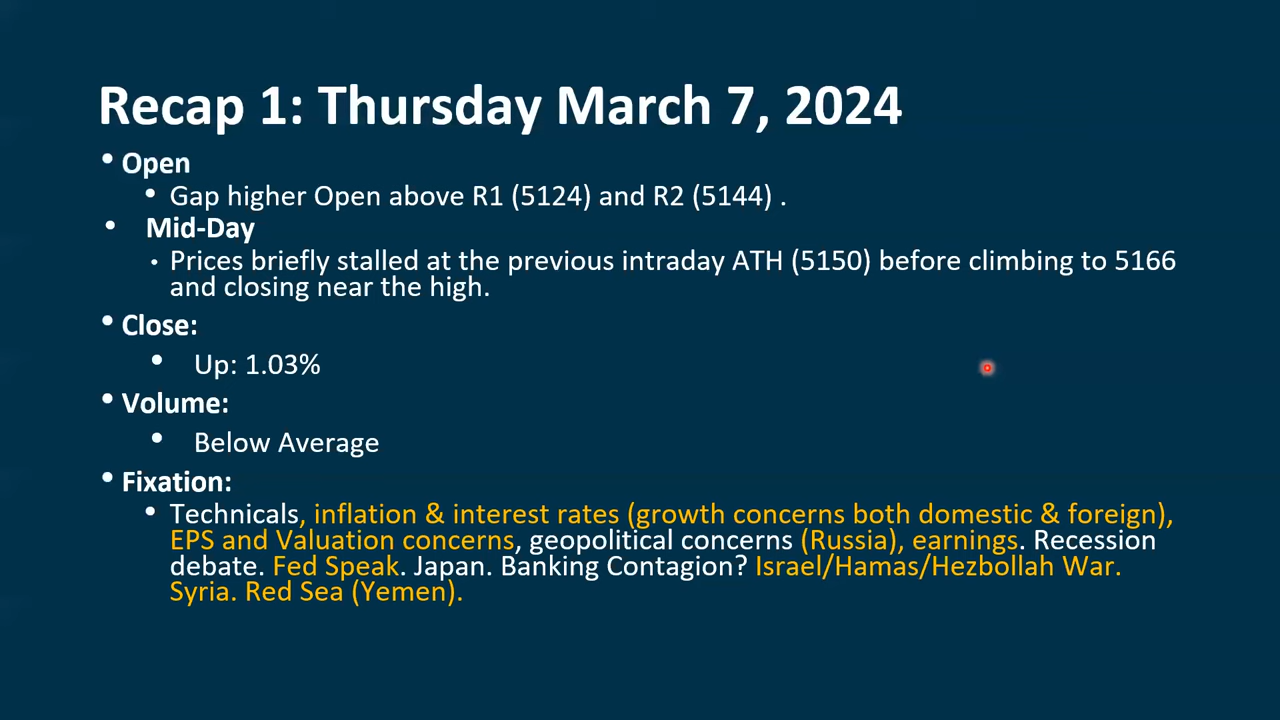 Recap 1: Thursday March 7, 2024
• Open
• Gap higher Open above R1 (5124) and R2 (5144) .
• Mid-Day
• Prices briefly stalled at the previous intraday ATH (5150) before climbing to 5166
and closing near the high.
• Close:
• Up: 1.03%
• Volume:
• Below Average
• Fixation:
• Technicals, inflation & interest rates (growth concerns both domestic & foreign),
EPS and Valuation concerns, geopolitical concerns (Russia), earnings. Recession
debate. Fed Speak. Japan. Banking Contagion? Israel/Hamas/Hezbollah War.
Syria. Red Sea (Yemen).